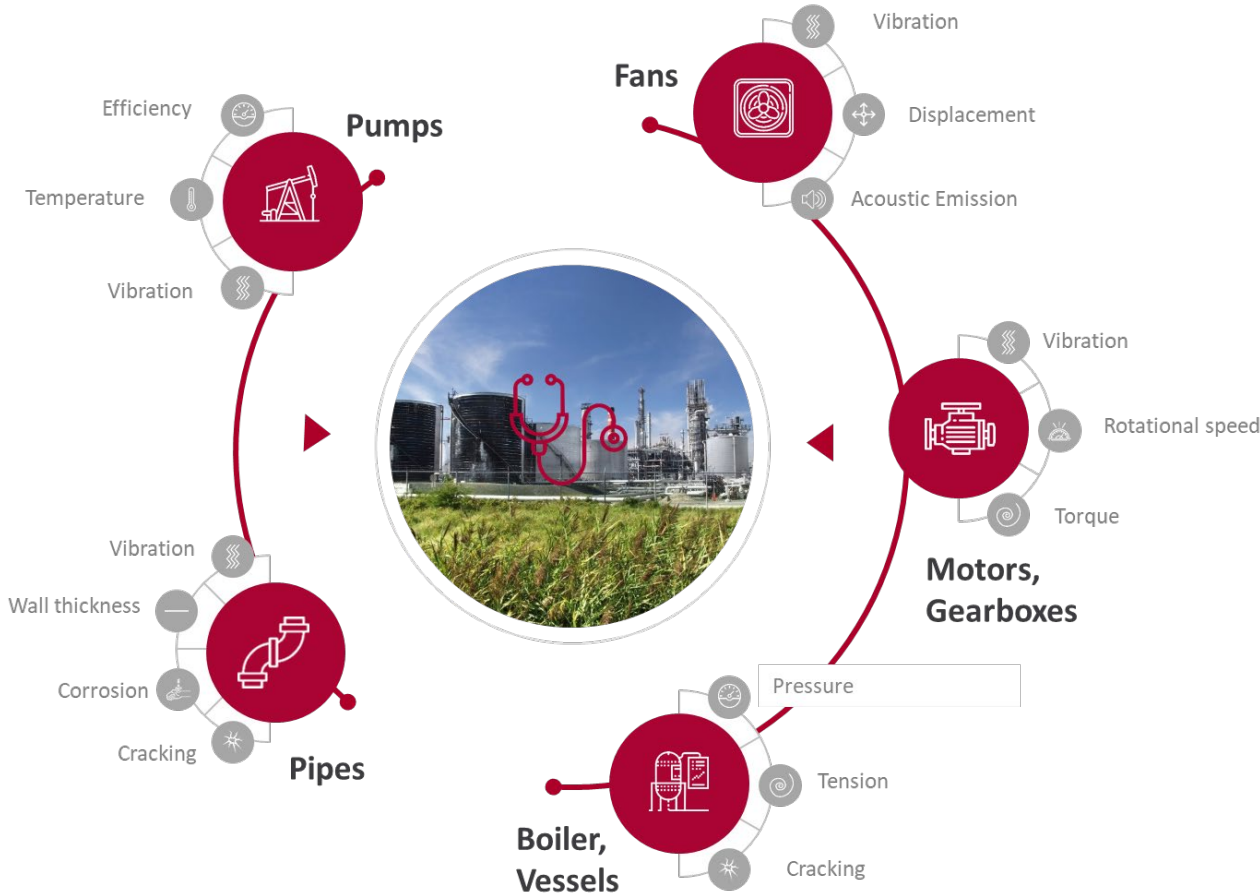 Vibration
Fans
Displacement
Acoustic Emission
Efficiency
Pumps
Temperature
Vibration
Vibration
Rotational speed
Torque
Motors,
Gearboxes
Vibration
Wall thickness
Corrosion
Cracking
Pipes
Pressure
Tension
Boiler,
Vessels
Cracking